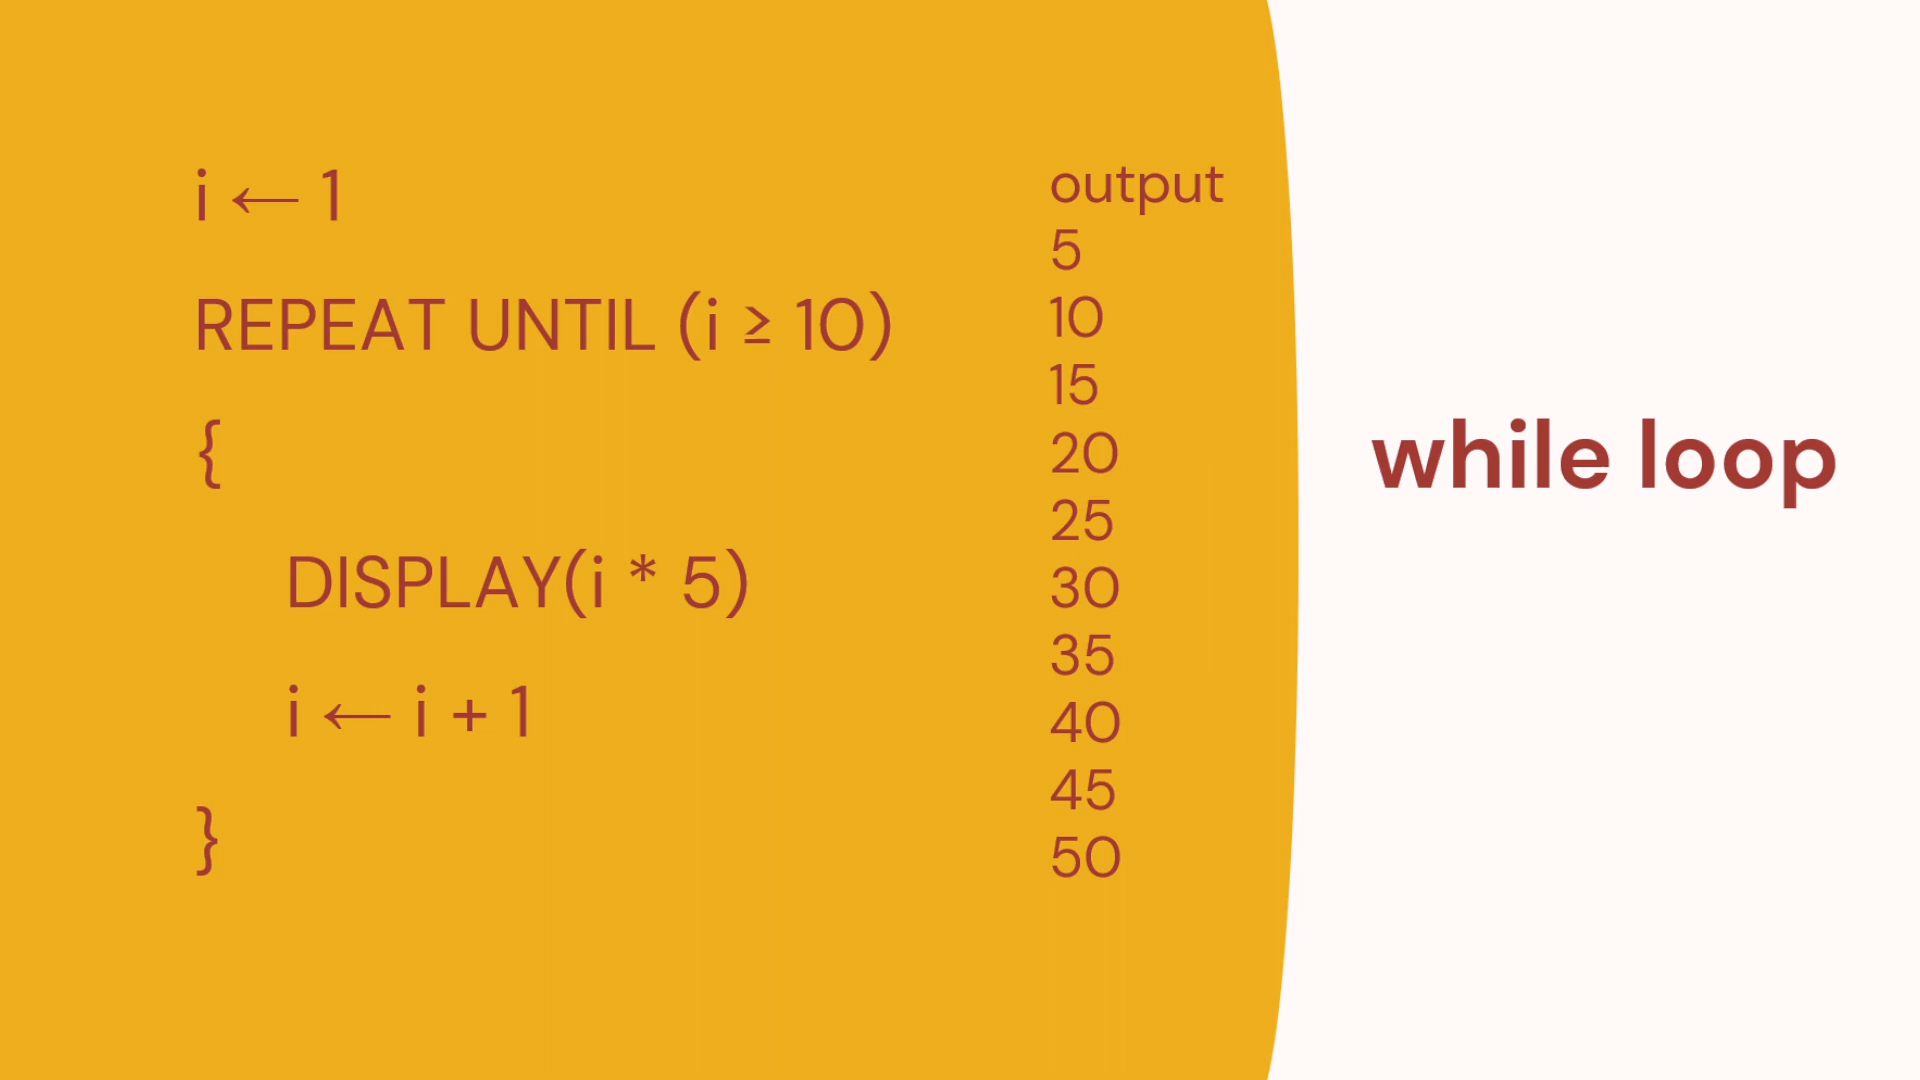 i ← 1
REPEAT UNTIL (i ≥ 10)
{
DISPLAY(i * 5)
i ← i + 1
}
output
5
10
15
20
25
30
35
40
45
50
while loop